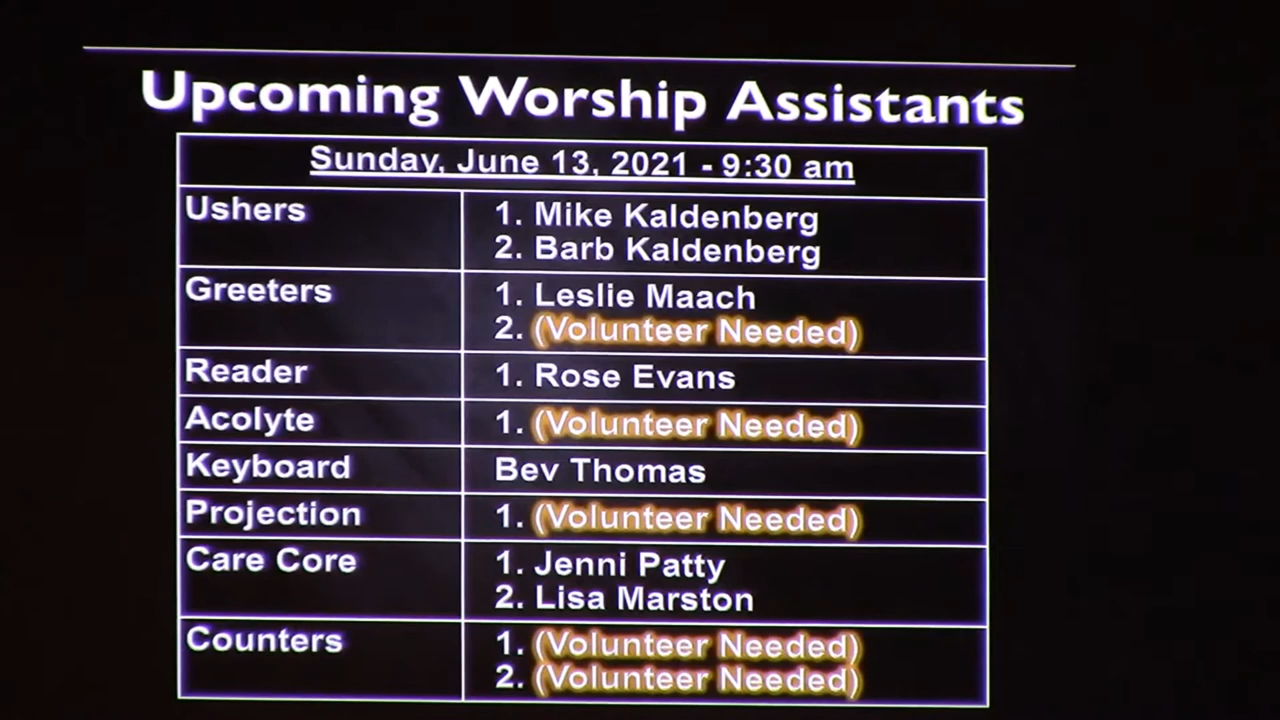 Upcoming Worship Assistants
Sunday, June 13, 2021 - 9:30 am
Ushers
1. Mike Kaldenberg
2. Barb Kaldenberg
Greeters
1. Leslie Maach
2. (Volunteer Needed)
Reader
1. Rose Evans
Acolyte
1. (Volunteer Needed)
Keyboard
Bev Thomas
Projection
1. (Volunteer Needed)
Care Core
1. Jenni Patty
2. Lisa Marston
Counters
1. (Volunteer Needed)
2. (Volunteer Needed)